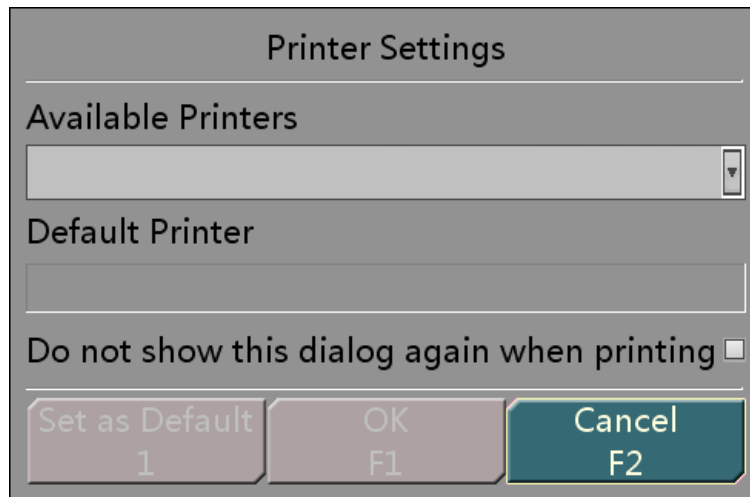 Printer Settings
Available Printers
Default Printer
Do not show this dialog again when printing
Set as Default
1
OK
F1
Cancel
F2